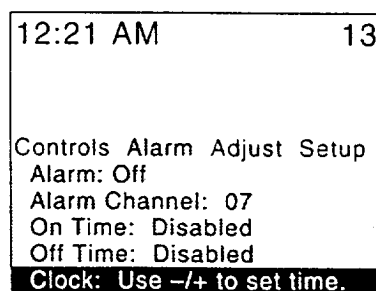 12:21 AM 13
Controls Alarm Adjust Setup
Alarm: Off
Alarm Channel: 07
On Time: Disabled
Off Time: Disabled
Clock: Use –/+ to set time.